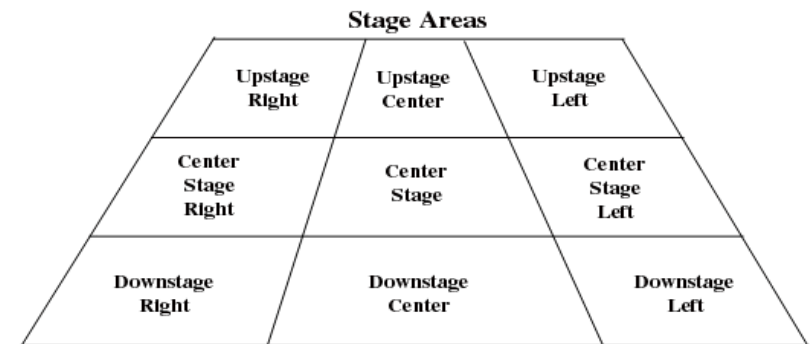 Stage Areas
Upstage
Right
Upstage
Center
Upstage
Left
Center
Stage
Right
Center
Stage
Center
Stage
Left
Downstage
Right
Downstage
Center
Downstage
Left